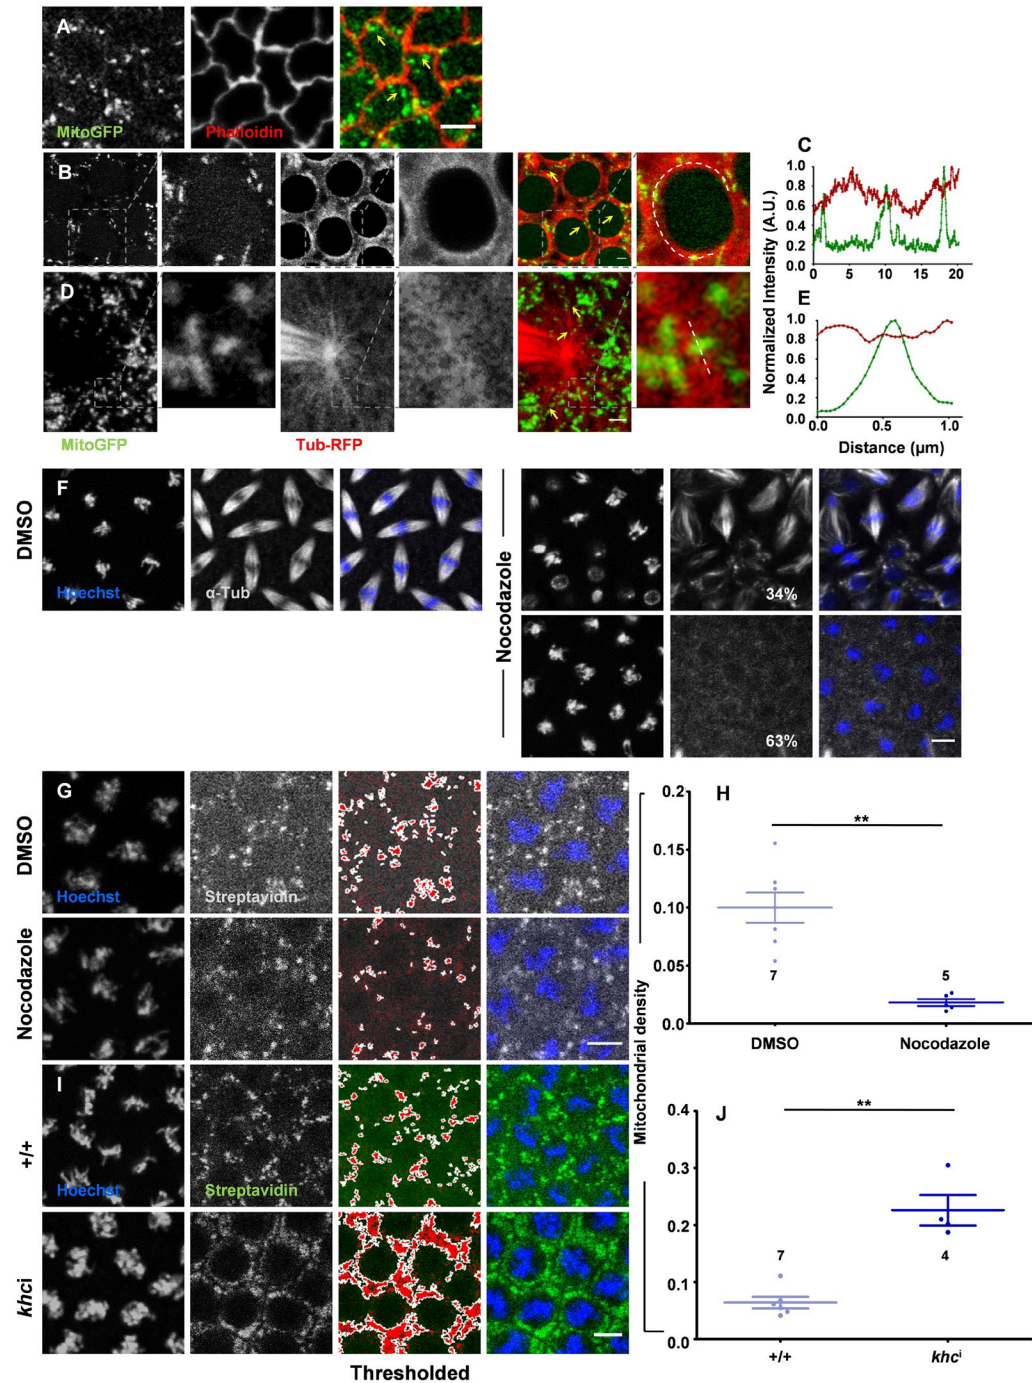 A
MitoGFP
Phalloidin
B
C
1.0
0.8
0.6
0.4
0.2
0.0
0
5
10
15
20
D
E
1.0
0.8
0.6
0.4
0.2
0.0
0.0
0.5
1.0
Normalized Intensity (A.U.)
Distance (µm)
MitoGFP
Tub-RFP
DMSO
F
Hoechst
α-Tub
Nocodazole
34%
63%
DMSO
G
Hoechst
Streptavidin
Nocodazole
H
0.2
0.15
0.10
0.05
0.0
**
7
5
DMSO
Nocodazole
Mitochondrial density
+/+
I
Hoechst
Streptavidin
khci
Thresholded
J
0.4
0.3
0.2
0.1
0.0
**
7
4
+/+
khcⁱ